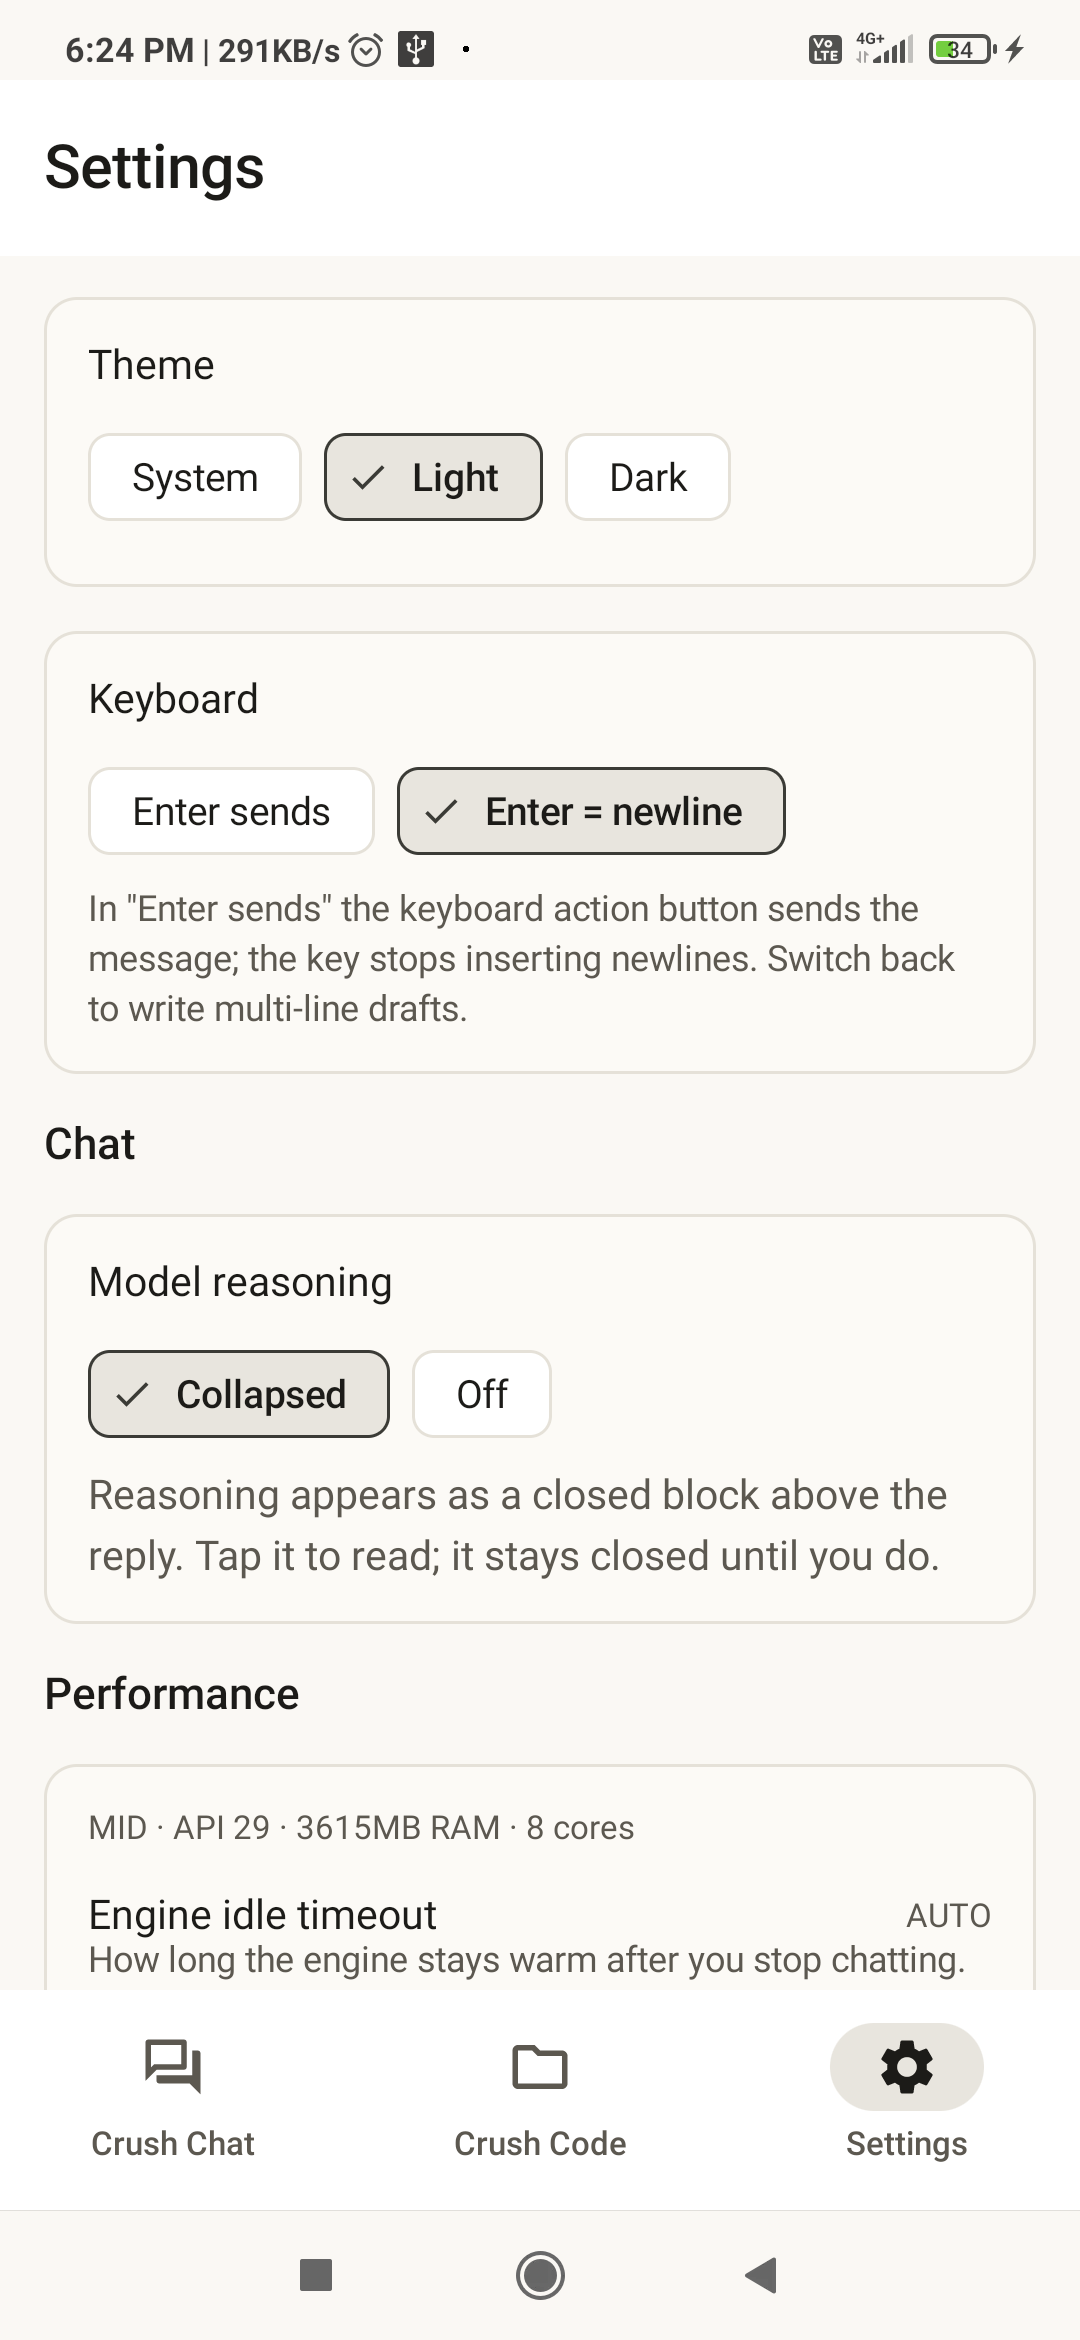 6:24 PM | 291KB/s
Vo LTE 4G+ 34
Settings
Theme
System Light Dark
Keyboard
Enter sends Enter = newline
In "Enter sends" the keyboard action button sends the
message; the key stops inserting newlines. Switch back
to write multi-line drafts.
Chat
Model reasoning
Collapsed Off
Reasoning appears as a closed block above the
reply. Tap it to read; it stays closed until you do.
Performance
MID · API 29 · 3615MB RAM · 8 cores
Engine idle timeout AUTO
How long the engine stays warm after you stop chatting.
Crush Chat Crush Code Settings